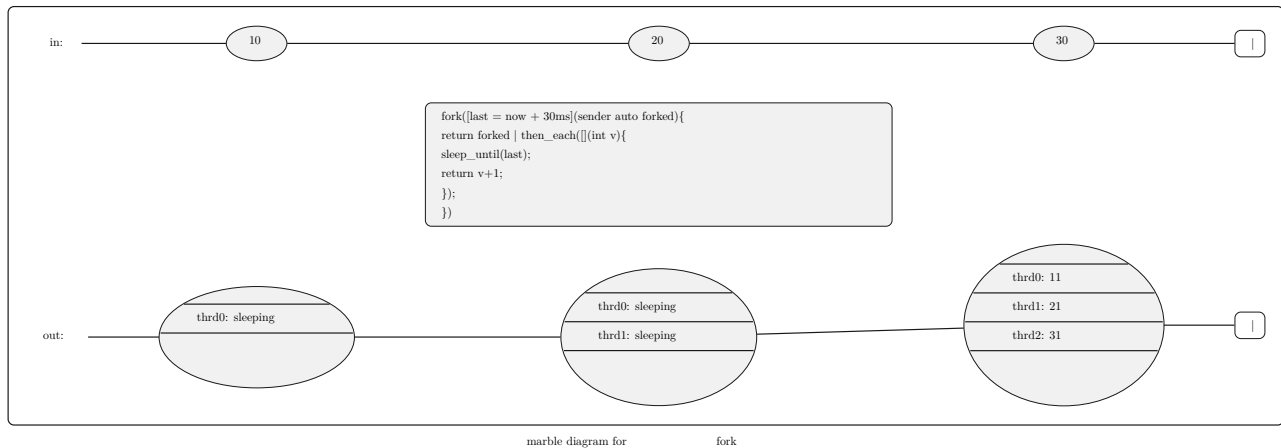 in:
10
20
30
|
fork([last = now + 30ms](sender auto forked){
return forked | then_each([](int v){
sleep_until(last);
return v+1;
});
})
out:
thrd0: sleeping
thrd0: sleeping
thrd1: sleeping
thrd0: 11
thrd1: 21
thrd2: 31
|
marble diagram for fork